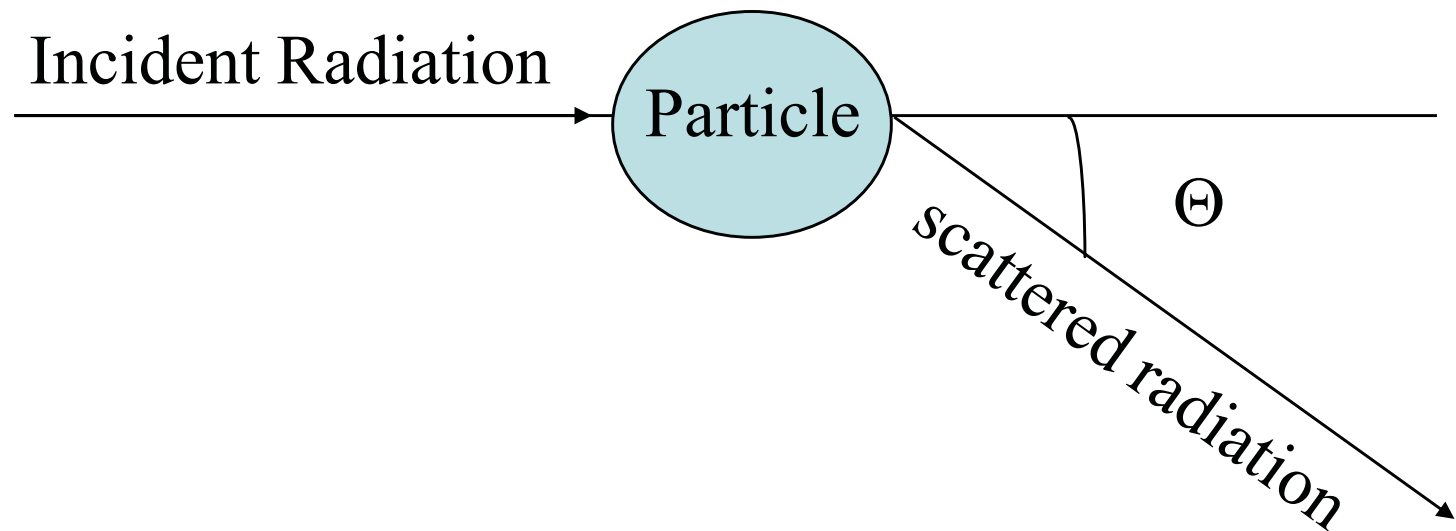 Incident Radiation
Particle
Θ
scattered radiation